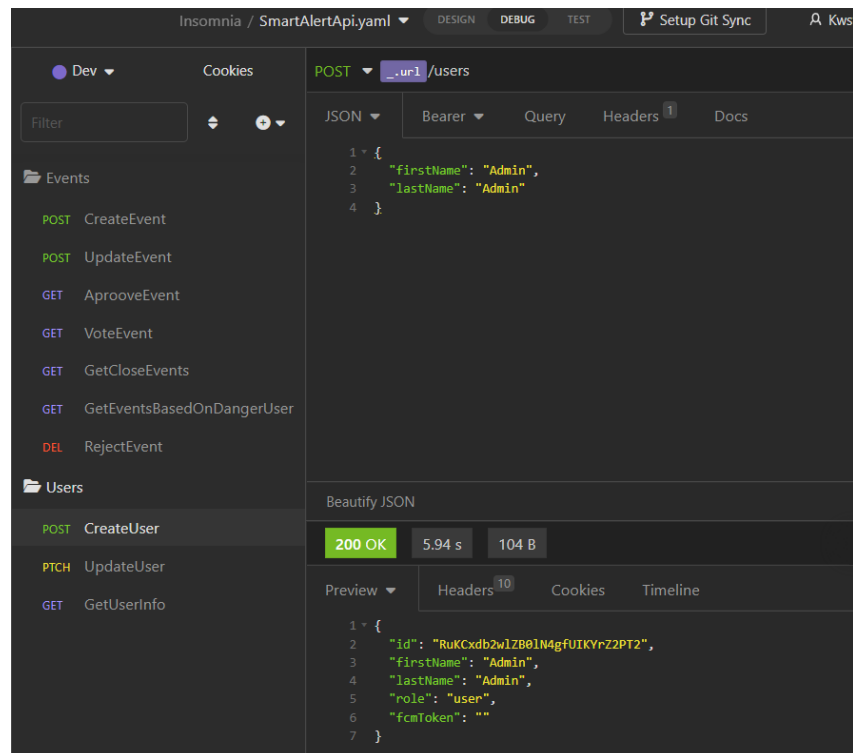 Insomnia / SmartAlertApi.yaml DESIGN DEBUG TEST Setup Git Sync Kws
Dev Cookies
Filter
Events
POST CreateEvent
POST UpdateEvent
GET AprooveEvent
GET VoteEvent
GET GetCloseEvents
GET GetEventsBasedOnDangerUser
DEL RejectEvent
Users
POST CreateUser
PTCH UpdateUser
GET GetUserInfo
POST _.url /users
JSON Bearer Query Headers 1 Docs
1 {
2 "firstName": "Admin",
3 "lastName": "Admin"
4 }
Beautify JSON
200 OK 5.94 s 104 B
Preview Headers 10 Cookies Timeline
1 {
2 "id": "RuKCxdb2wlZB0lN4gfUIKYrZ2PT2",
3 "firstName": "Admin",
4 "lastName": "Admin",
5 "role": "user",
6 "fcmToken": ""
7 }